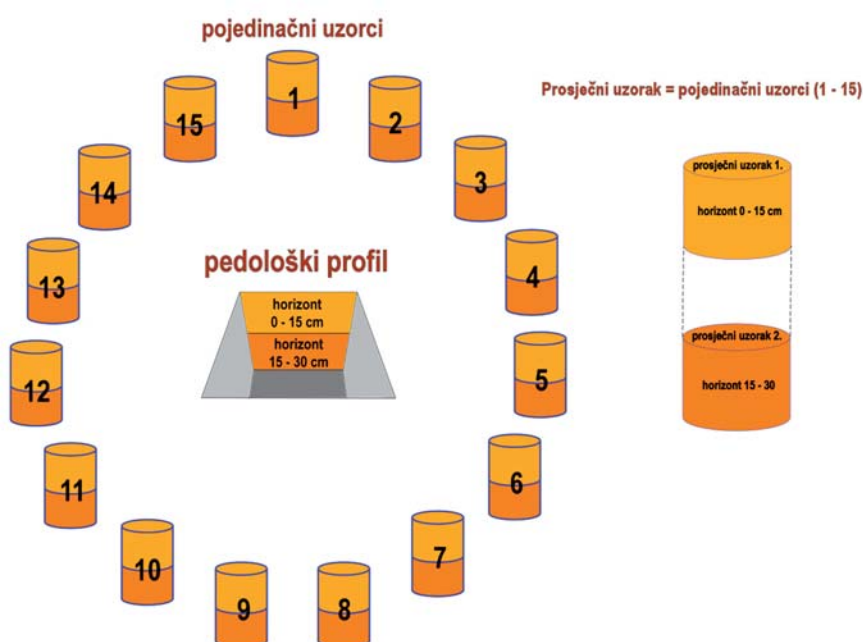 pojedinačni uzorci
1
2
3
4
5
6
7
8
9
10
11
12
13
14
15
pedološki profil
horizont
0 - 15 cm
horizont
15 - 30 cm
Prosječni uzorak = pojedinačni uzorci (1 - 15)
prosječni uzorak 1.
horizont 0 - 15 cm
prosječni uzorak 2.
horizont 15 - 30